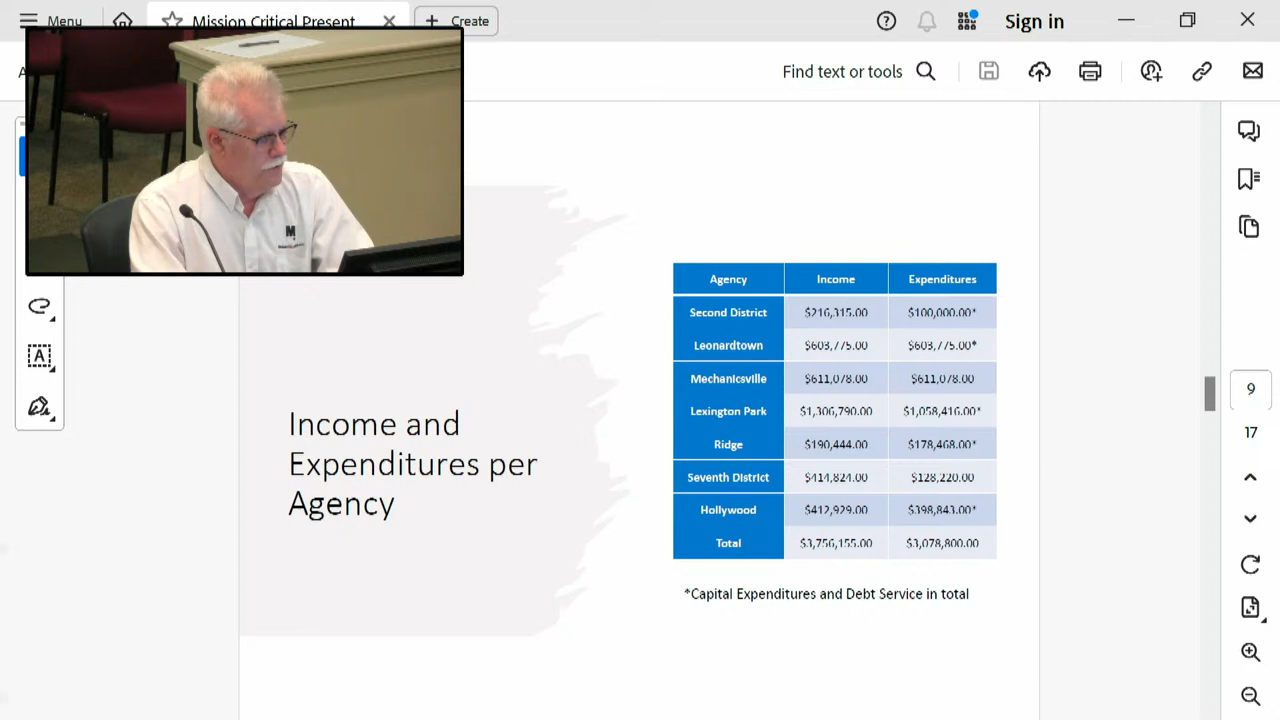 Menu
Mission Critical Present
Create
Sign in
Find text or tools
M
Income and
Expenditures per
Agency
Agency Income Expenditures
Second District $216,315.00 $100,000.00*
Leonardtown $603,775.00 $603,775.00*
Mechanicsville $611,078.00 $611,078.00
Lexington Park $1,306,790.00 $1,058,416.00*
Ridge $190,444.00 $178,468.00*
Seventh District $414,824.00 $128,220.00
Hollywood $412,929.00 $398,843.00*
Total $3,756,155.00 $3,078,800.00
*Capital Expenditures and Debt Service in total
9
17